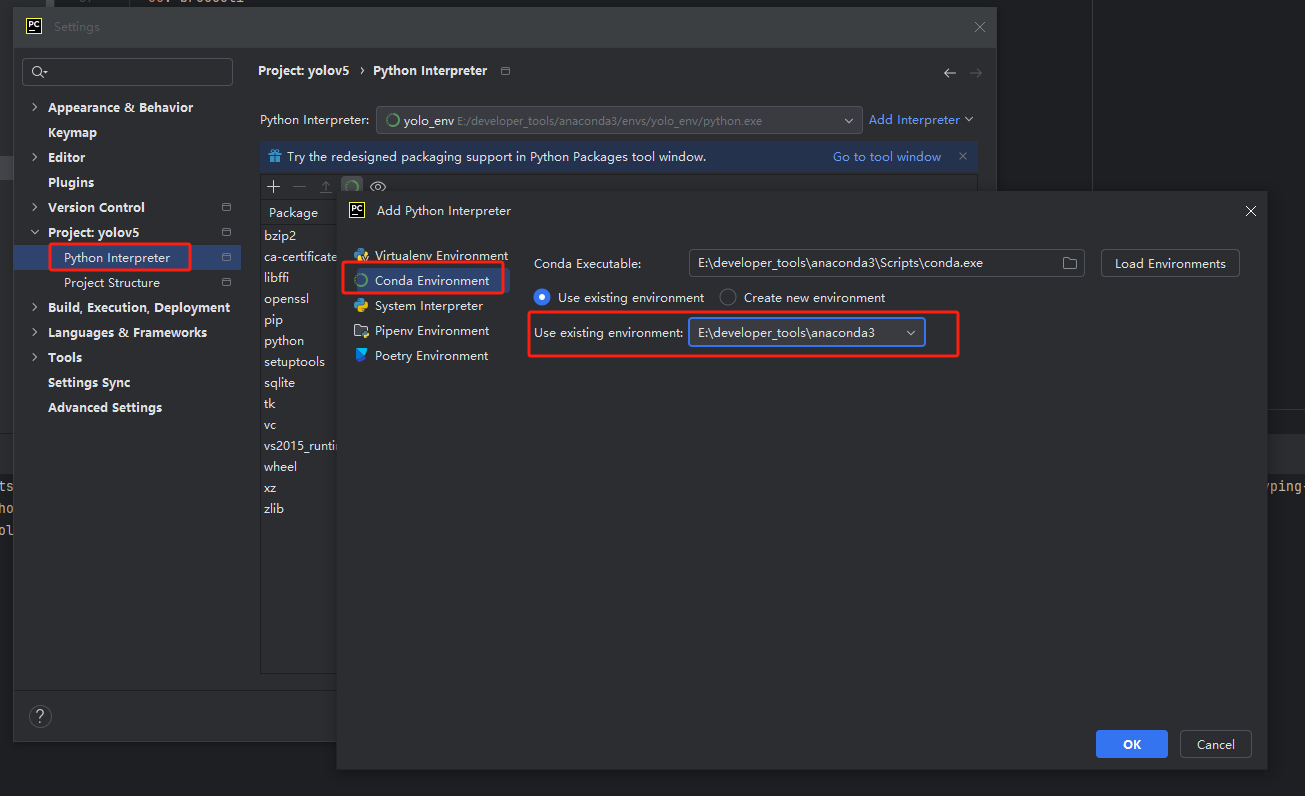 60: broccoli
PC Settings
Project: yolov5 › Python Interpreter
Appearance & Behavior
Keymap
Editor
Plugins
Version Control
Project: yolov5
Python Interpreter
Project Structure
Build, Execution, Deployment
Languages & Frameworks
Tools
Settings Sync
Advanced Settings
?
Python Interpreter: yolo_env E:/developer_tools/anaconda3/envs/yolo_env/python.exe Add Interpreter
Try the redesigned packaging support in Python Packages tool window. Go to tool window
Package
bzip2
ca-certificate
libffi
openssl
pip
python
setuptools
sqlite
tk
vc
vs2015_runti
wheel
xz
zlib
PC Add Python Interpreter
Virtualenv Environment
Conda Environment
System Interpreter
Pipenv Environment
Poetry Environment
Conda Executable: E:\developer_tools\anaconda3\Scripts\conda.exe Load Environments
Use existing environment Create new environment
Use existing environment: E:\developer_tools\anaconda3
OK Cancel
ts
ho
ol
yping-